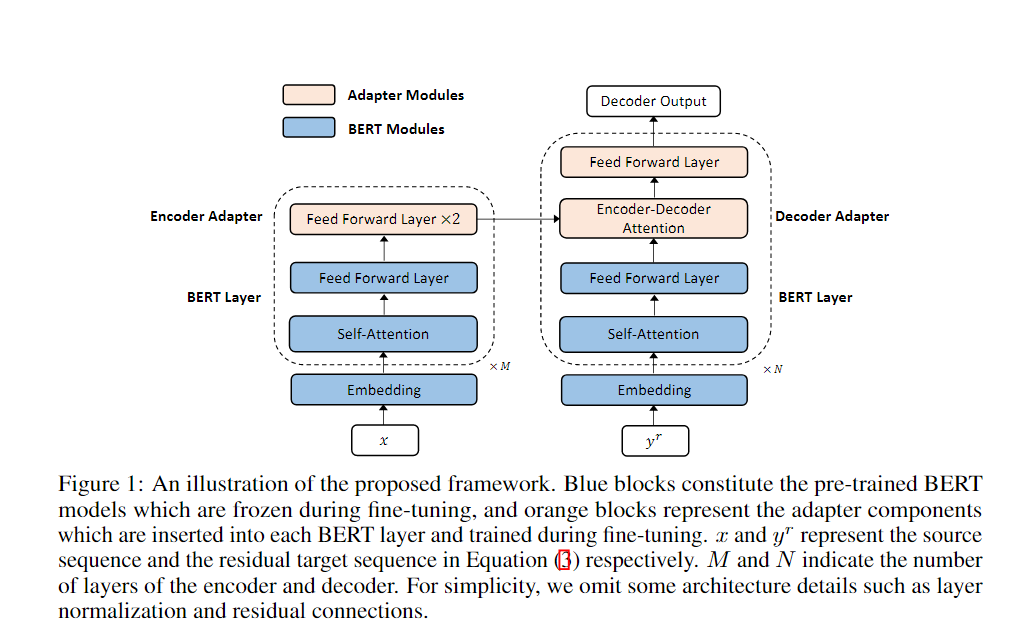 Adapter Modules
BERT Modules
Decoder Output
Feed Forward Layer
Encoder Adapter
Feed Forward Layer ×2
Encoder-Decoder
Attention
Decoder Adapter
Feed Forward Layer
Feed Forward Layer
BERT Layer
BERT Layer
Self-Attention
Self-Attention
× M
× N
Embedding
Embedding
x
yʳ
Figure 1: An illustration of the proposed framework. Blue blocks constitute the pre-trained BERT
models which are frozen during fine-tuning, and orange blocks represent the adapter components
which are inserted into each BERT layer and trained during fine-tuning. x and yʳ represent the source
sequence and the residual target sequence in Equation (3) respectively. M and N indicate the number
of layers of the encoder and decoder. For simplicity, we omit some architecture details such as layer
normalization and residual connections.